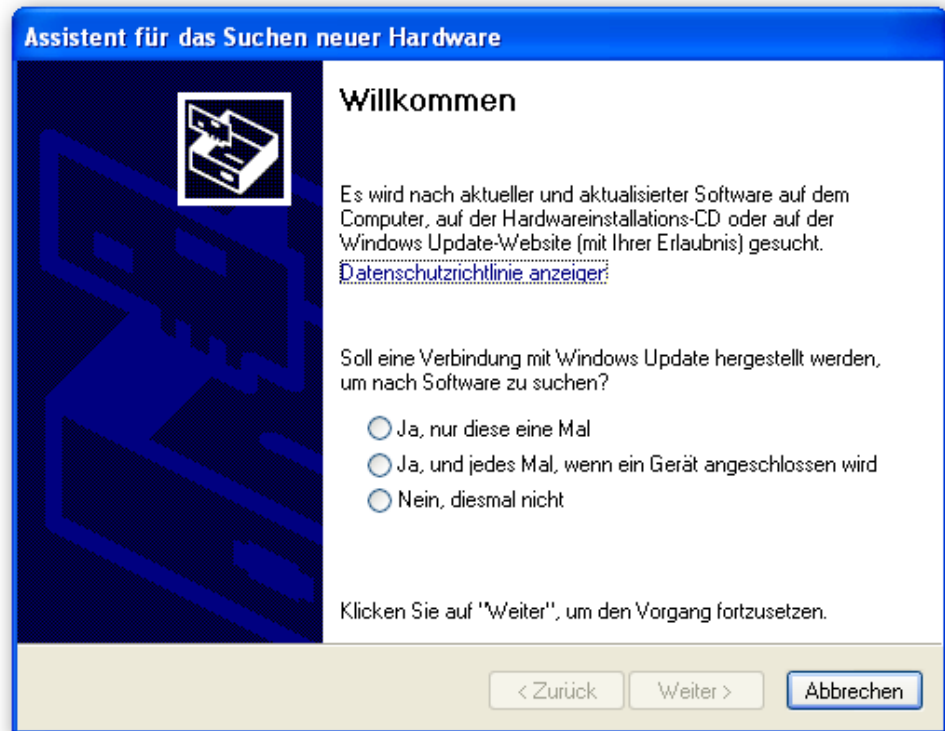 Assistent für das Suchen neuer Hardware
Willkommen
Es wird nach aktueller und aktualisierter Software auf dem
Computer, auf der Hardwareinstallations-CD oder auf der
Windows Update-Website (mit Ihrer Erlaubnis) gesucht.
Datenschutzrichtlinie anzeigen
Soll eine Verbindung mit Windows Update hergestellt werden,
um nach Software zu suchen?
Ja, nur diese eine Mal
Ja, und jedes Mal, wenn ein Gerät angeschlossen wird
Nein, diesmal nicht
Klicken Sie auf "Weiter", um den Vorgang fortzusetzen.
< Zurück Weiter > Abbrechen